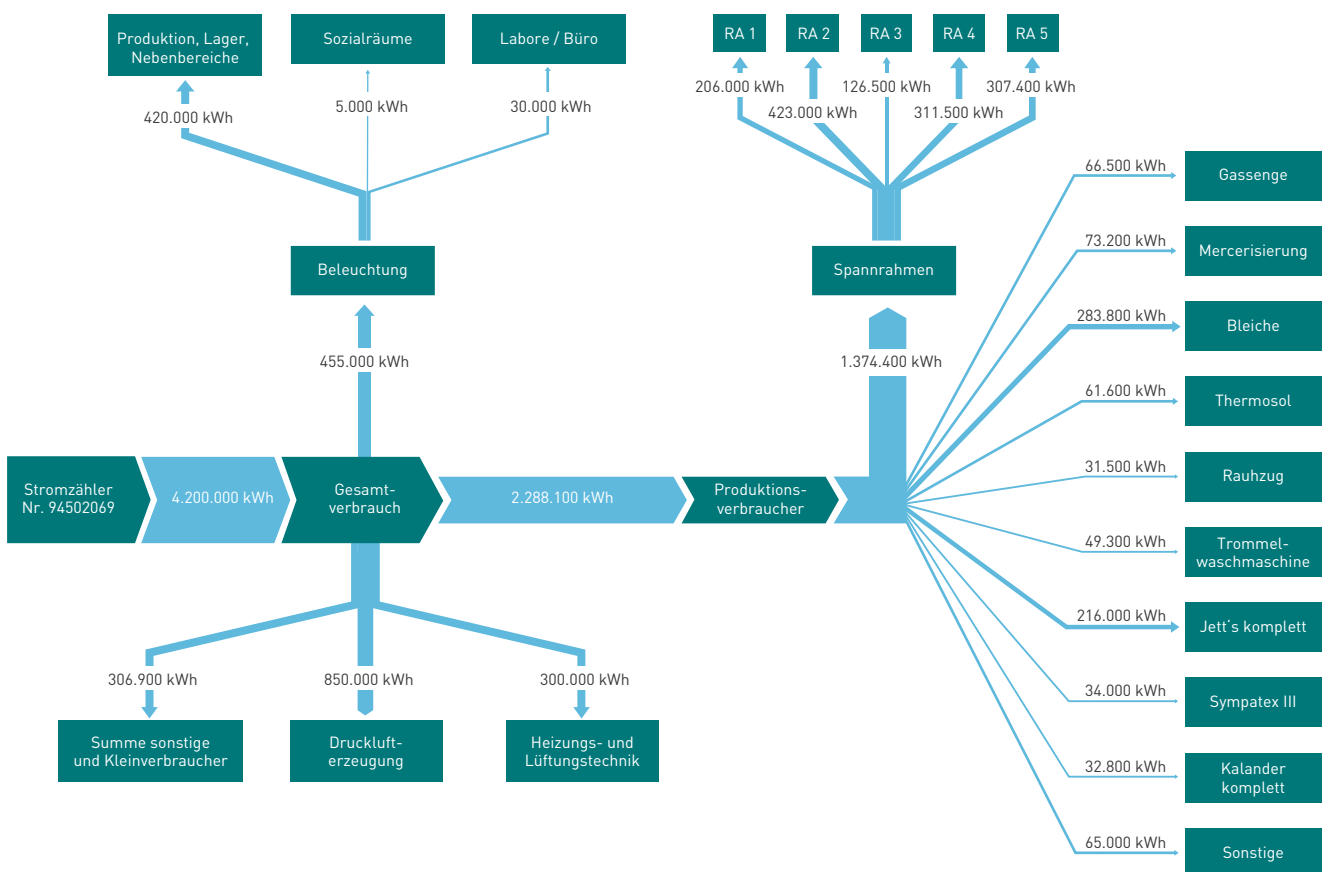 Produktion, Lager,
Nebenbereiche
Sozialräume
Labore / Büro
420.000 kWh
5.000 kWh
30.000 kWh
Beleuchtung
455.000 kWh
RA 1
RA 2
RA 3
RA 4
RA 5
206.000 kWh
423.000 kWh
126.500 kWh
311.500 kWh
307.400 kWh
Spannrahmen
1.374.400 kWh
Stromzähler
Nr. 94502069
4.200.000 kWh
Gesamt-
verbrauch
2.288.100 kWh
Produktions-
verbraucher
306.900 kWh
850.000 kWh
300.000 kWh
Summe sonstige
und Kleinverbraucher
Druckluft-
erzeugung
Heizungs- und
Lüftungstechnik
66.500 kWh
Gassenge
73.200 kWh
Mercerisierung
283.800 kWh
Bleiche
61.600 kWh
Thermosol
31.500 kWh
Rauhzug
49.300 kWh
Trommel-
waschmaschine
216.000 kWh
Jett's komplett
34.000 kWh
Sympatex III
32.800 kWh
Kalander
komplett
65.000 kWh
Sonstige